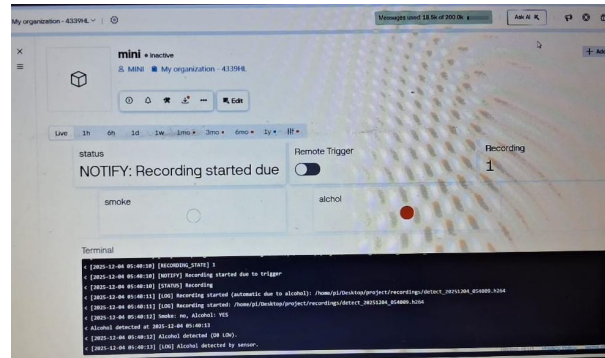 My organization - 4339HL
Messages used 18.5k of 200.0k
Ask AI
mini • Inactive
MINI My organization - 4339HL
Edit
Live 1h 6h 1d 1w 1mo 3mo 6mo 1y
status
NOTIFY: Recording started due
Remote Trigger
Recording
1
smoke
alchol
Terminal
< [2025-12-04 05:40:10] [RECORDING_STATE] 1
< [2025-12-04 05:40:10] [NOTIFY] Recording started due to trigger
< [2025-12-04 05:40:10] [STATUS] Recording
< [2025-12-04 05:40:11] [LOG] Recording started (automatic due to alcohol): /home/pi/Desktop/project/recordings/detect_20251204_054009.h264
< [2025-12-04 05:40:11] [LOG] Recording started: /home/pi/Desktop/project/recordings/detect_20251204_054009.h264
< [2025-12-04 05:40:12] Smoke: no, Alcohol: YES
< Alcohol detected at 2025-12-04 05:40:13
< [2025-12-04 05:40:12] Alcohol detected (D0 LOW).
< [2025-12-04 05:40:13] [LOG] Alcohol detected by sensor.